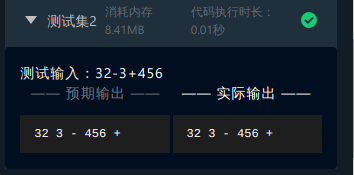 测试集2 消耗内存 代码执行时长：
8.41MB 0.01秒
测试输入：32-3+456
—— 预期输出 —— —— 实际输出 ——
32 3 - 456 + 32 3 - 456 +